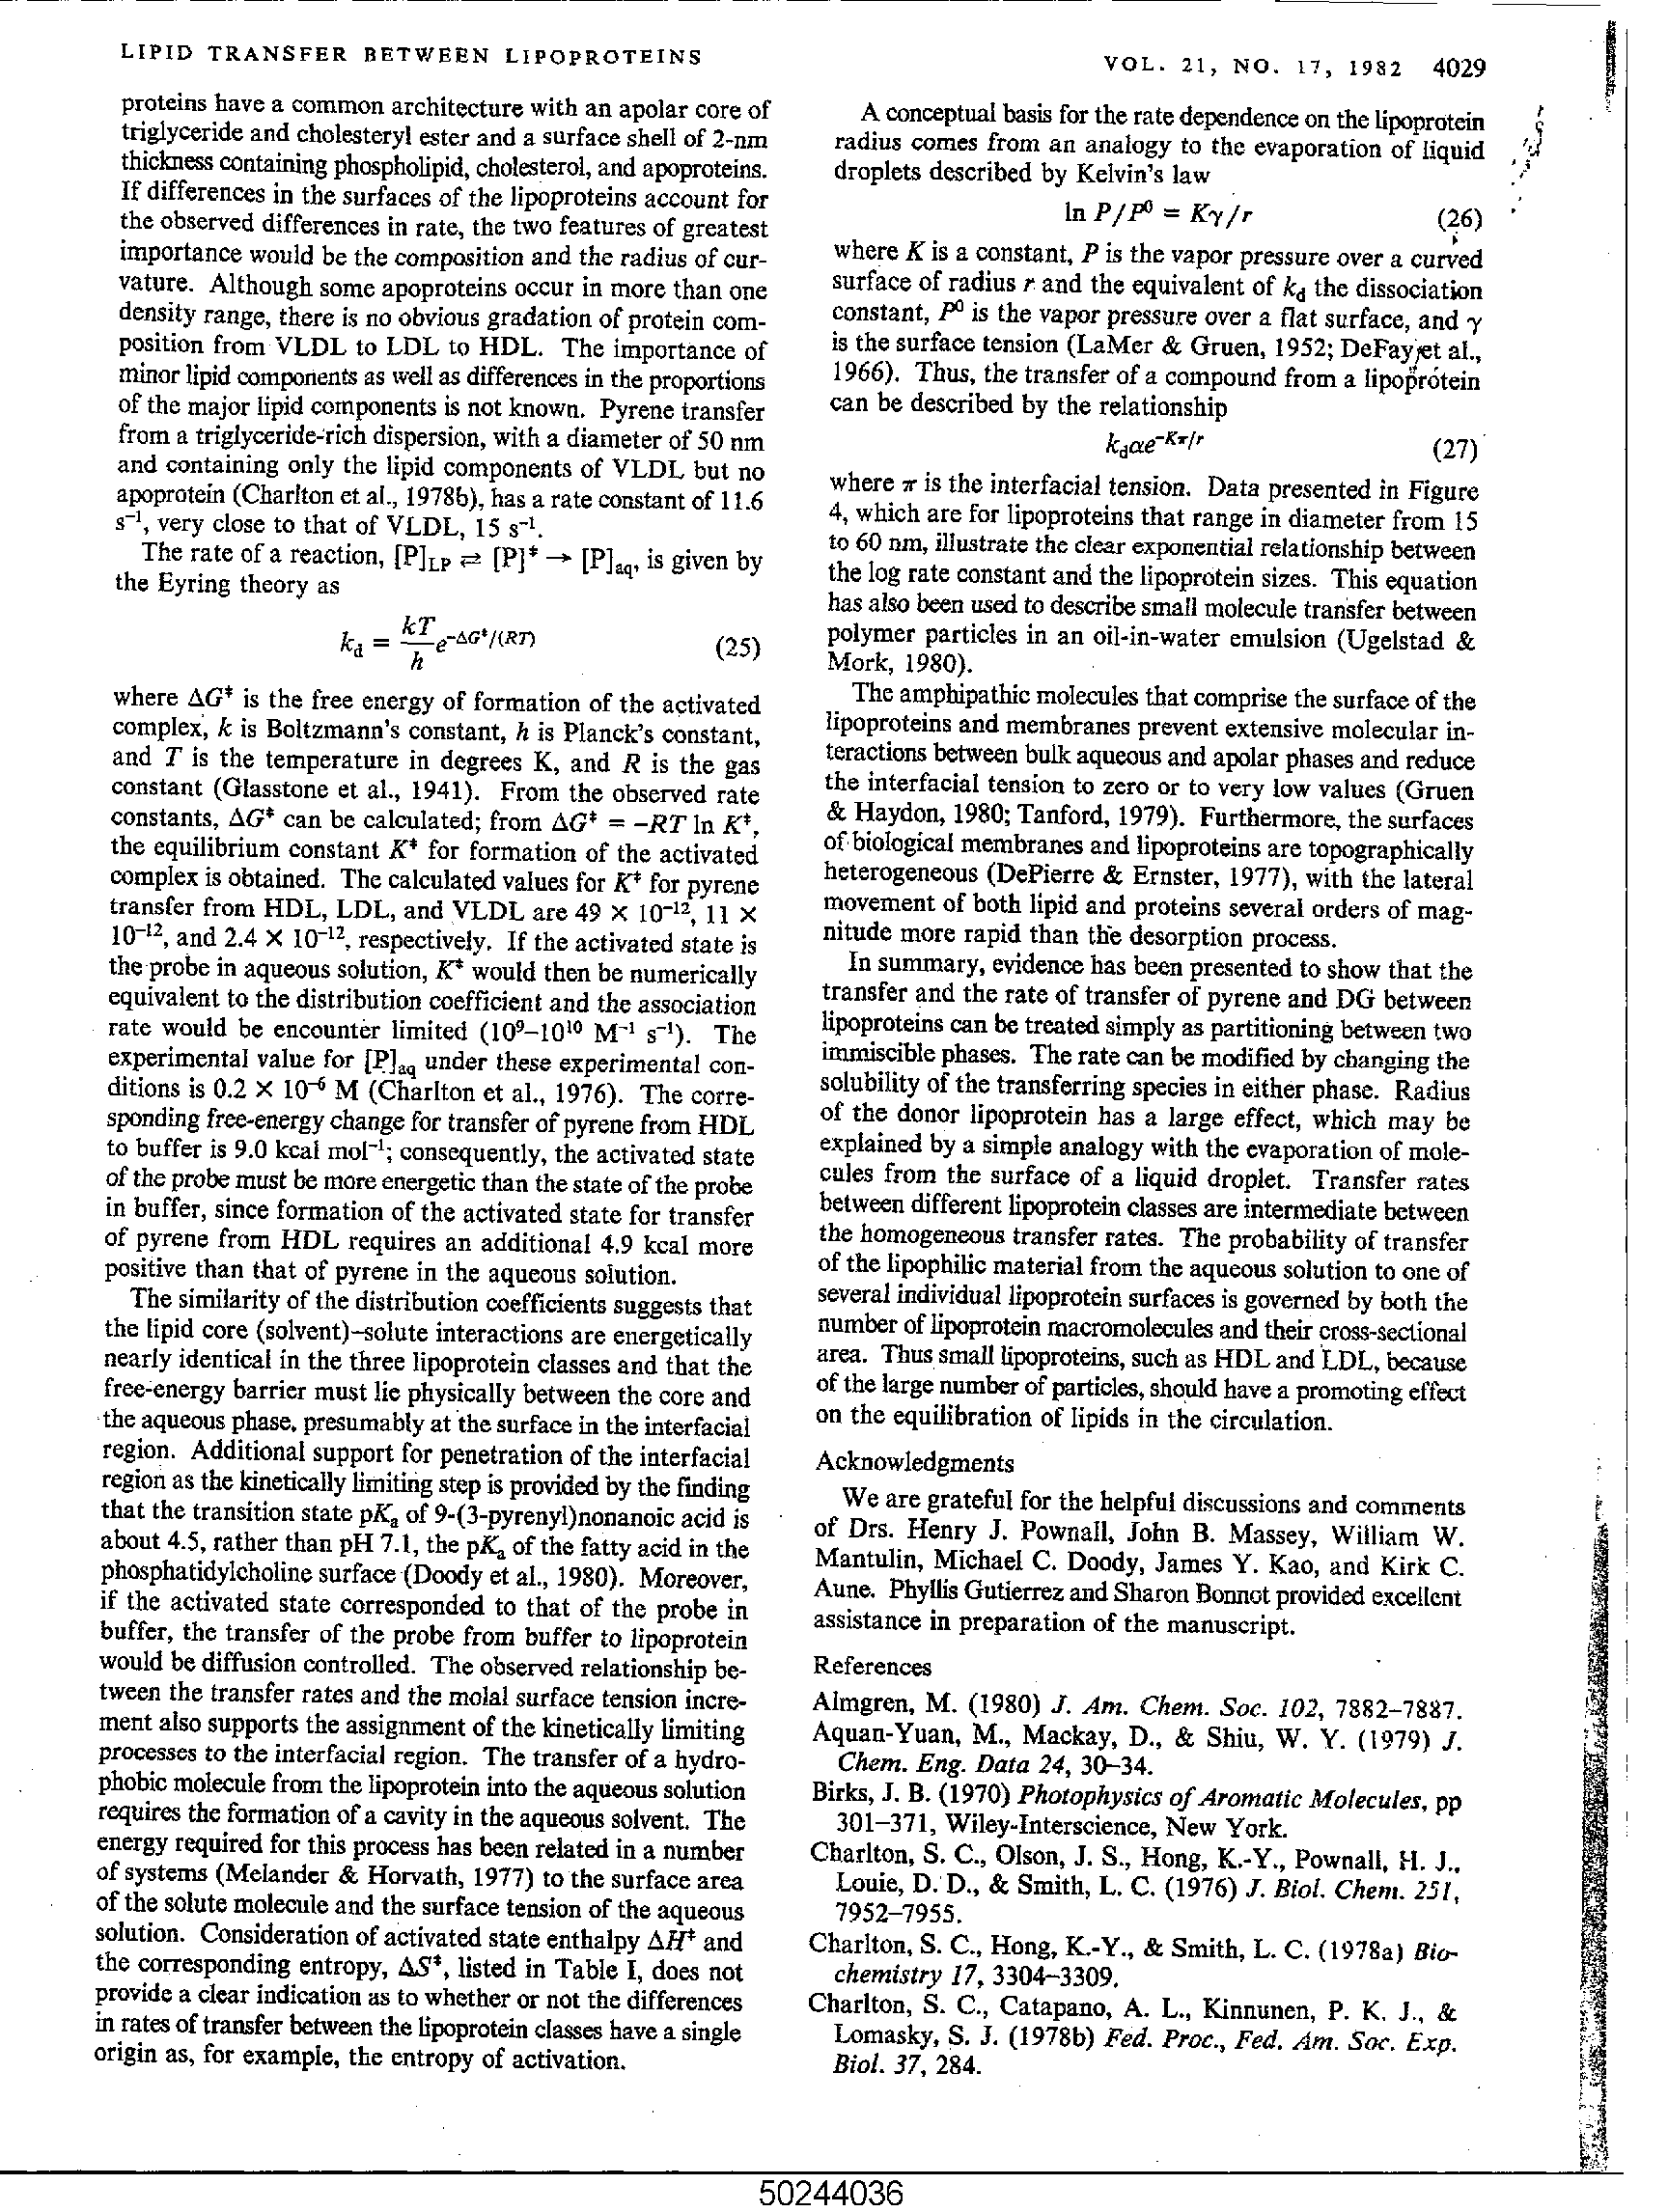 LIPID TRANSFER BETWEEN LIPOPROTEINS
VOL. 21, NO. 17, 1982 4029
proteins have a common architecture with an apolar core of
triglyceride and cholesteryl ester and a surface shell of 2-nm
thickness containing phospholipid, cholesterol, and apoproteins.
If differences in the surfaces of the lipoproteins account for
the observed differences in rate, the two features of greatest
importance would be the composition and the radius of cur-
vature. Although some apoproteins occur in more than one
density range, there is no obvious gradation of protein com-
position from VLDL to LDL to HDL. The importance of
minor lipid components as well as differences in the proportions
of the major lipid components is not known. Pyrene transfer
from a triglyceride-rich dispersion, with a diameter of 50 nm
and containing only the lipid components of VLDL but no
apoprotein (Charlton et al., 1978b), has a rate constant of 11.6
s⁻¹, very close to that of VLDL, 15 s⁻¹.
The rate of a reaction, [P]LP ⇌ [P]‡ → [P]aq, is given by
the Eyring theory as
kd = kT/h e^-ΔG‡/(RT) (25)
where ΔG‡ is the free energy of formation of the activated
complex, k is Boltzmann's constant, h is Planck's constant,
and T is the temperature in degrees K, and R is the gas
constant (Glasstone et al., 1941). From the observed rate
constants, ΔG‡ can be calculated; from ΔG‡ = -RT ln K‡,
the equilibrium constant K‡ for formation of the activated
complex is obtained. The calculated values for K‡ for pyrene
transfer from HDL, LDL, and VLDL are 49 × 10⁻¹², 11 ×
10⁻¹², and 2.4 × 10⁻¹², respectively. If the activated state is
the probe in aqueous solution, K‡ would then be numerically
equivalent to the distribution coefficient and the association
rate would be encounter limited (10⁹–10¹⁰ M⁻¹ s⁻¹). The
experimental value for [P]aq under these experimental con-
ditions is 0.2 × 10⁻⁶ M (Charlton et al., 1976). The corre-
sponding free-energy change for transfer of pyrene from HDL
to buffer is 9.0 kcal mol⁻¹; consequently, the activated state
of the probe must be more energetic than the state of the probe
in buffer, since formation of the activated state for transfer
of pyrene from HDL requires an additional 4.9 kcal more
positive than that of pyrene in the aqueous solution.
The similarity of the distribution coefficients suggests that
the lipid core (solvent)–solute interactions are energetically
nearly identical in the three lipoprotein classes and that the
free-energy barrier must lie physically between the core and
the aqueous phase, presumably at the surface in the interfacial
region. Additional support for penetration of the interfacial
region as the kinetically limiting step is provided by the finding
that the transition state pKa of 9-(3-pyrenyl)nonanoic acid is
about 4.5, rather than pH 7.1, the pKa of the fatty acid in the
phosphatidylcholine surface (Doody et al., 1980). Moreover,
if the activated state corresponded to that of the probe in
buffer, the transfer of the probe from buffer to lipoprotein
would be diffusion controlled. The observed relationship be-
tween the transfer rates and the molal surface tension incre-
ment also supports the assignment of the kinetically limiting
processes to the interfacial region. The transfer of a hydro-
phobic molecule from the lipoprotein into the aqueous solution
requires the formation of a cavity in the aqueous solvent. The
energy required for this process has been related in a number
of systems (Melander & Horvath, 1977) to the surface area
of the solute molecule and the surface tension of the aqueous
solution. Consideration of activated state enthalpy ΔH‡ and
the corresponding entropy, ΔS‡, listed in Table I, does not
provide a clear indication as to whether or not the differences
in rates of transfer between the lipoprotein classes have a single
origin as, for example, the entropy of activation.
A conceptual basis for the rate dependence on the lipoprotein
radius comes from an analogy to the evaporation of liquid
droplets described by Kelvin's law
ln P/P⁰ = Kγ/r (26)
where K is a constant, P is the vapor pressure over a curved
surface of radius r and the equivalent of kd the dissociation
constant, P⁰ is the vapor pressure over a flat surface, and γ
is the surface tension (LaMer & Gruen, 1952; DeFay et al.,
1966). Thus, the transfer of a compound from a lipoprotein
can be described by the relationship
kdαe^-Kπ/r (27)
where π is the interfacial tension. Data presented in Figure
4, which are for lipoproteins that range in diameter from 15
to 60 nm, illustrate the clear exponential relationship between
the log rate constant and the lipoprotein sizes. This equation
has also been used to describe small molecule transfer between
polymer particles in an oil-in-water emulsion (Ugelstad &
Mork, 1980).
The amphipathic molecules that comprise the surface of the
lipoproteins and membranes prevent extensive molecular in-
teractions between bulk aqueous and apolar phases and reduce
the interfacial tension to zero or to very low values (Gruen
& Haydon, 1980; Tanford, 1979). Furthermore, the surfaces
of biological membranes and lipoproteins are topographically
heterogeneous (DePierre & Ernster, 1977), with the lateral
movement of both lipid and proteins several orders of mag-
nitude more rapid than the desorption process.
In summary, evidence has been presented to show that the
transfer and the rate of transfer of pyrene and DG between
lipoproteins can be treated simply as partitioning between two
immiscible phases. The rate can be modified by changing the
solubility of the transferring species in either phase. Radius
of the donor lipoprotein has a large effect, which may be
explained by a simple analogy with the evaporation of mole-
cules from the surface of a liquid droplet. Transfer rates
between different lipoprotein classes are intermediate between
the homogeneous transfer rates. The probability of transfer
of the lipophilic material from the aqueous solution to one of
several individual lipoprotein surfaces is governed by both the
number of lipoprotein macromolecules and their cross-sectional
area. Thus small lipoproteins, such as HDL and LDL, because
of the large number of particles, should have a promoting effect
on the equilibration of lipids in the circulation.
Acknowledgments
We are grateful for the helpful discussions and comments
of Drs. Henry J. Pownall, John B. Massey, William W.
Mantulin, Michael C. Doody, James Y. Kao, and Kirk C.
Aune. Phyllis Gutierrez and Sharon Bonnot provided excellent
assistance in preparation of the manuscript.
References
Almgren, M. (1980) J. Am. Chem. Soc. 102, 7882–7887.
Aquan-Yuan, M., Mackay, D., & Shiu, W. Y. (1979) J.
Chem. Eng. Data 24, 30–34.
Birks, J. B. (1970) Photophysics of Aromatic Molecules, pp
301–371, Wiley-Interscience, New York.
Charlton, S. C., Olson, J. S., Hong, K.-Y., Pownall, H. J.,
Louie, D. D., & Smith, L. C. (1976) J. Biol. Chem. 251,
7952–7955.
Charlton, S. C., Hong, K.-Y., & Smith, L. C. (1978a) Bio-
chemistry 17, 3304–3309.
Charlton, S. C., Catapano, A. L., Kinnunen, P. K. J., &
Lomasky, S. J. (1978b) Fed. Proc., Fed. Am. Soc. Exp.
Biol. 37, 284.
50244036